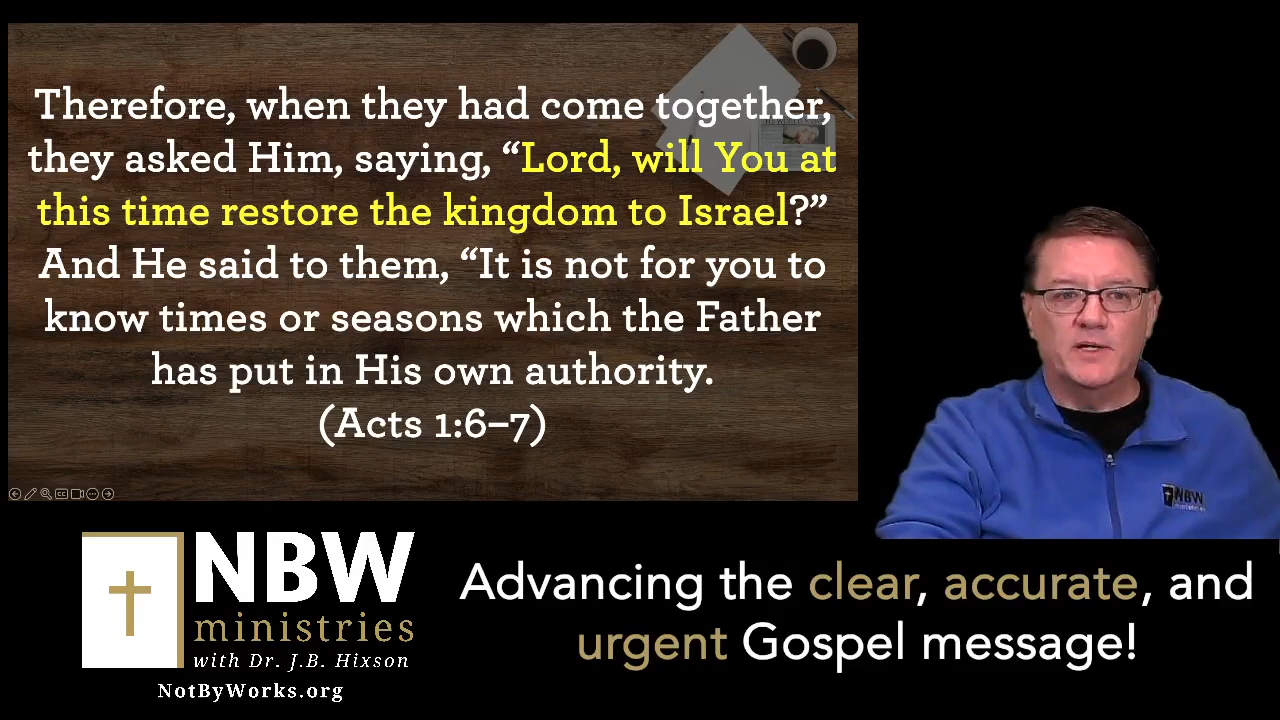 Therefore, when they had come together,
they asked Him, saying, “Lord, will You at
this time restore the kingdom to Israel?”
And He said to them, “It is not for you to
know times or seasons which the Father
has put in His own authority.
(Acts 1:6–7)
NBW
ministries
NBW
ministries
with Dr. J.B. Hixson
NotByWorks.org
Advancing the clear, accurate, and
urgent Gospel message!